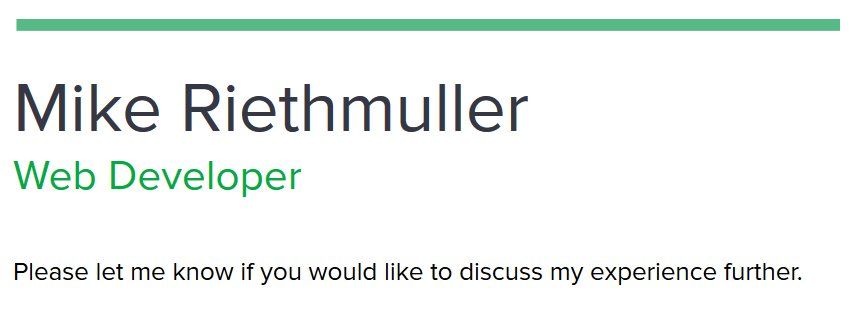 Mike Riethmuller
Web Developer
Please let me know if you would like to discuss my experience further.